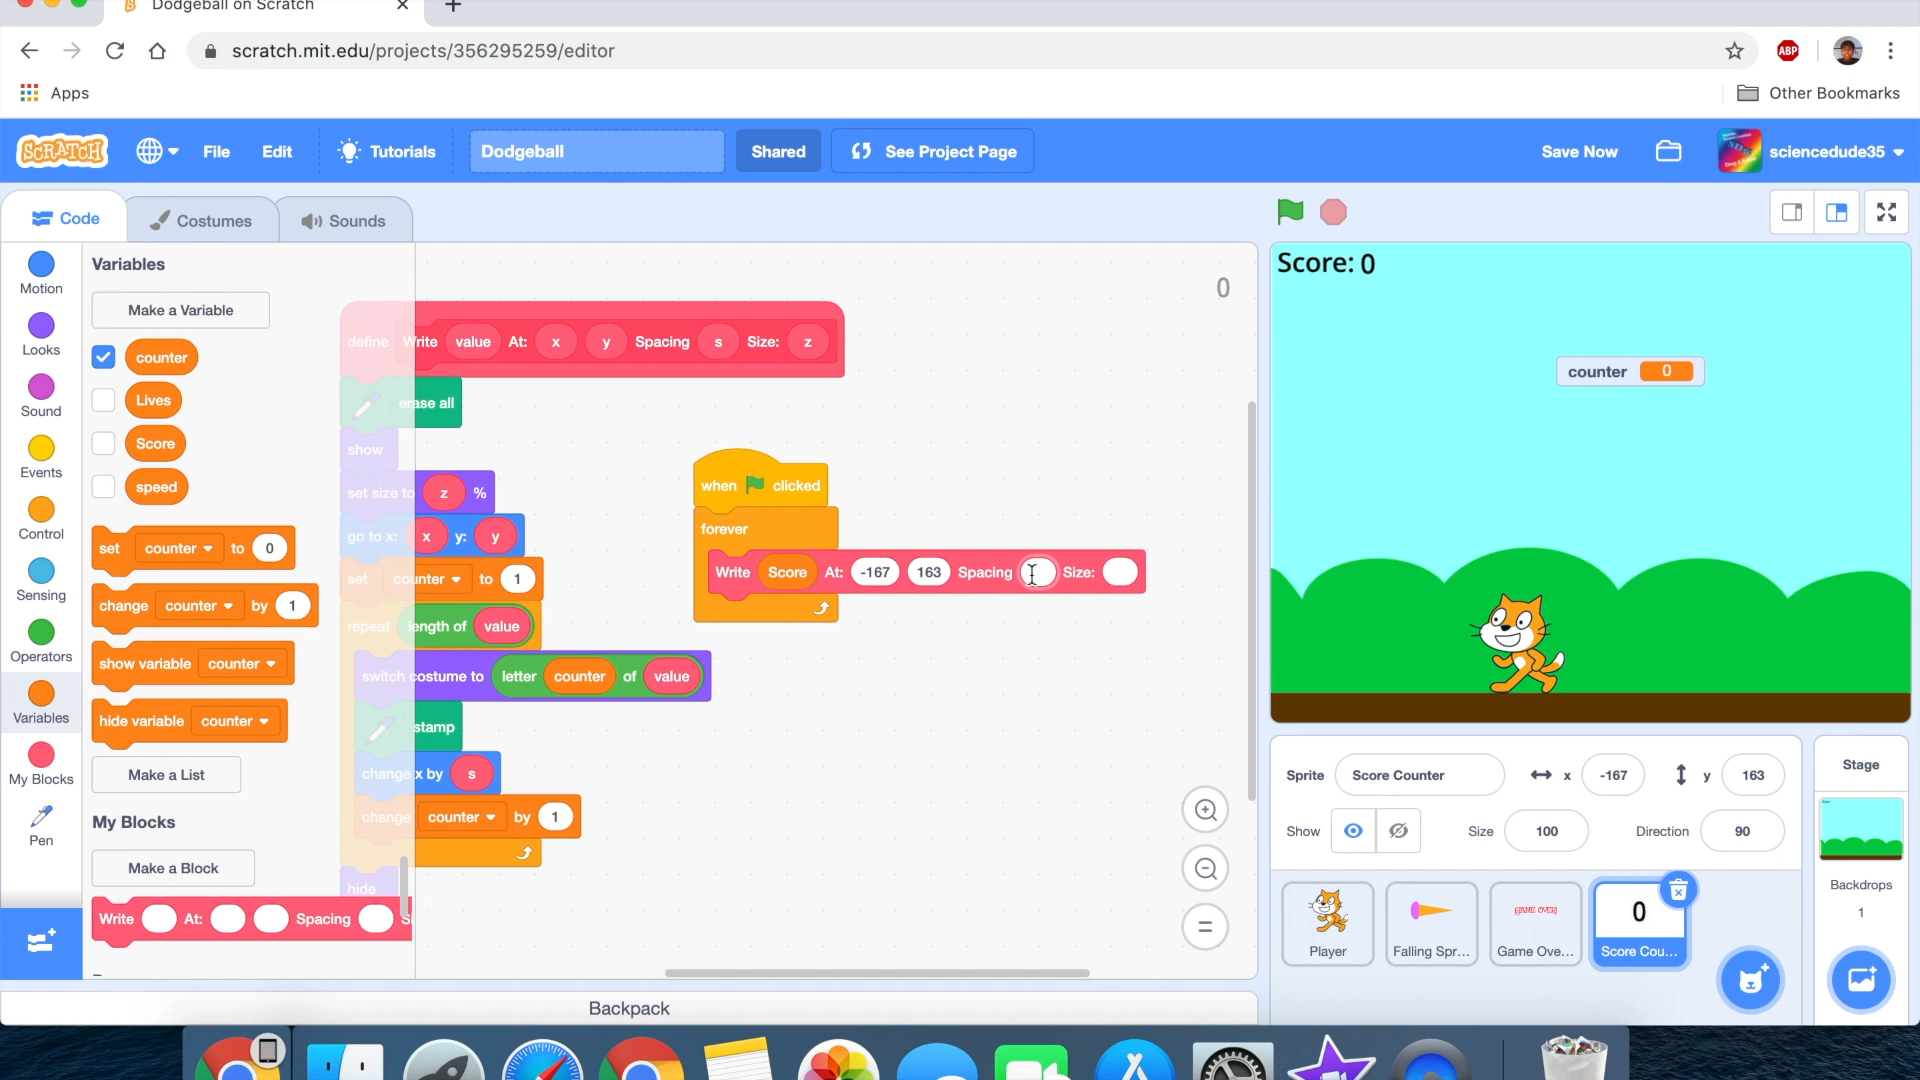 Dodgeball on Scratch
scratch.mit.edu/projects/356295259/editor
ABP
Apps
Other Bookmarks
SCRATCH
File
Edit
Tutorials
Dodgeball
Shared
See Project Page
Save Now
sciencedude35
Code
Costumes
Sounds
Motion
Looks
Sound
Events
Control
Sensing
Operators
Variables
My Blocks
Pen
Variables
Make a Variable
counter
Lives
Score
speed
set counter to 0
change counter by 1
show variable counter
hide variable counter
Make a List
My Blocks
Make a Block
Write At: Spacing
define Write value At: x y Spacing s Size: z
erase all
show
set size to z %
go to x: x y: y
set counter to 1
repeat length of value
switch costume to letter counter of value
stamp
change x by s
change counter by 1
hide
0
when clicked
forever
Write Score At: -167 163 Spacing Size:
Backpack
Score: 0
counter 0
Sprite Score Counter x -167 y 163
Show Size 100 Direction 90
Player
Falling Spr...
GAME OVER!
Game Ove...
0
Score Cou...
Stage
Backdrops
1